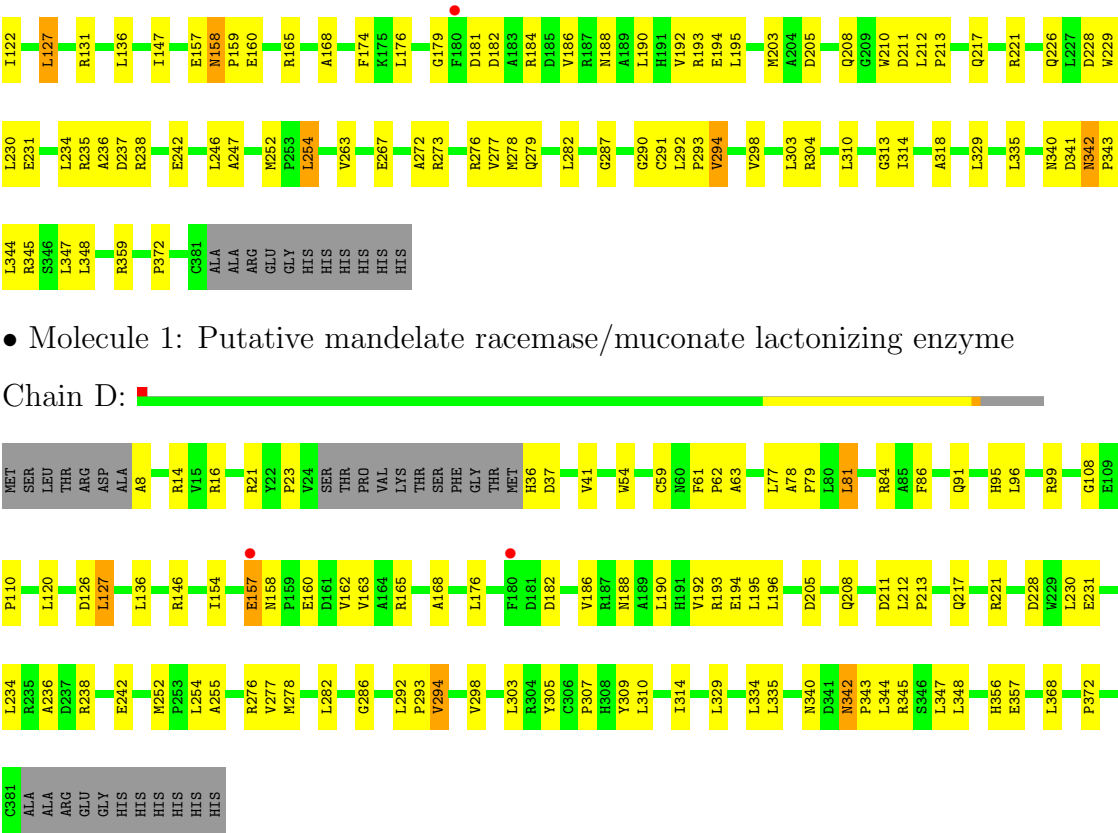 I122 L127 R131 L136 I147 E157 N158 P159 E160 R165 A168 F174 K175 L176 G179 F180 D181 D182 A183 R184 D185 V186 R187 N188 A189 L190 H191 V192 R193 E194 L195 M203 A204 D205 Q208 G209 W210 D211 L212 P213 Q217 R221 Q226 L227 D228 W229
L230 E231 L234 R235 A236 D237 R238 E242 L246 A247 M252 P253 L254 V263 E267 A272 R273 R276 V277 M278 Q279 L282 G287 G290 C291 L292 P293 V294 V298 L303 R304 L310 G313 I314 A318 L329 L335 N340 D341 N342 P343
L344 R345 S346 L347 L348 R359 P372 C381 ALA ALA ARG GLU GLY HIS HIS HIS HIS HIS HIS
• Molecule 1: Putative mandelate racemase/muconate lactonizing enzyme
Chain D:
MET SER LEU THR ARG ASP ALA A8 R14 V15 R16 R21 Y22 P23 V24 SER THR PRO VAL LYS THR SER PHE GLY THR MET H36 D37 V41 W54 C59 N60 F61 P62 A63 L77 A78 P79 L80 L81 R84 A85 F86 Q91 H95 L96 R99 G108 E109
P110 L120 D126 L127 L136 R146 I154 E157 N158 P159 E160 D161 V162 V163 A164 R165 A168 L176 F180 D181 D182 V186 R187 N188 A189 L190 H191 V192 R193 E194 L195 L196 D205 Q208 D211 L212 P213 Q217 R221 D228 W229 L230 E231
L234 R235 A236 D237 R238 E242 M252 P253 L254 A255 R276 V277 M278 L282 G286 L292 P293 V294 V298 L303 R304 Y305 C306 P307 H308 Y309 L310 I314 L329 L334 L335 N340 D341 N342 P343 L344 R345 S346 L347 L348 H356 E357 L368 P372
C381 ALA ALA ARG GLU GLY HIS HIS HIS HIS HIS HIS